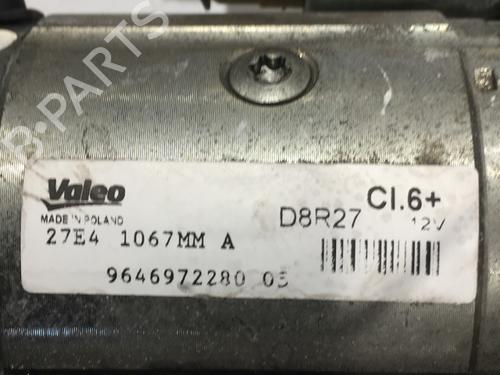 B-PARTS
Valeo
MADE IN POLAND
D8R27 Cl.6+
12V
27E4 1067MM A
9646972280 05